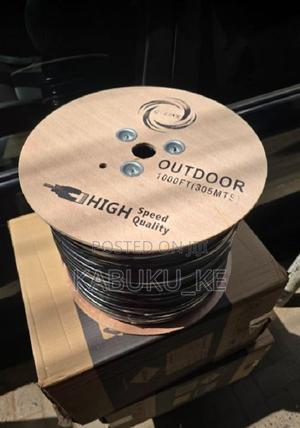 OUTDOOR
1000FT(305MTS)
HIGH Speed
Quality
POSTED ON Jiji
KABUKU_KE